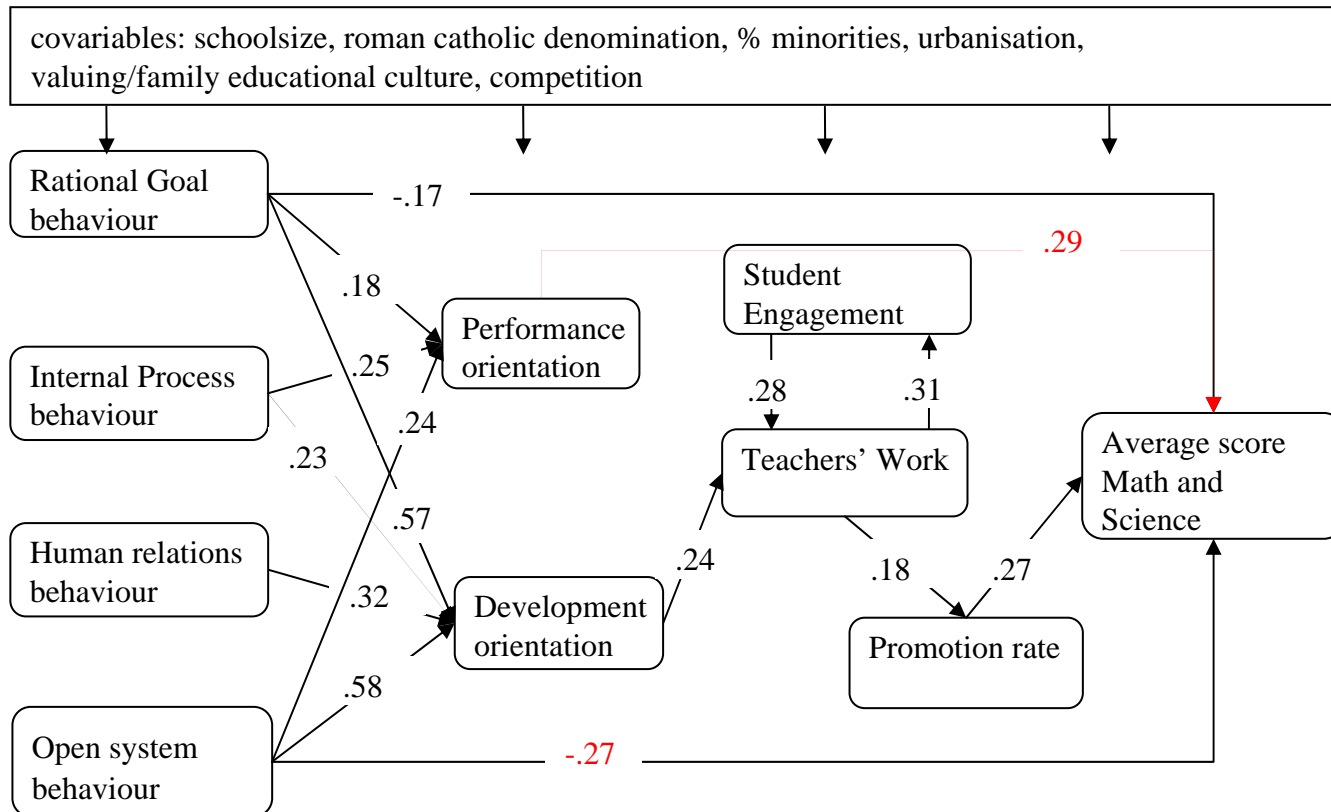 covariables: schoolsize, roman catholic denomination, % minorities, urbanisation,
valuing/family educational culture, competition
Rational Goal
behaviour
-.17
.29
Student
Engagement
.18
Performance
orientation
Internal Process
behaviour
.25
.28
.31
.24
.23
Teachers’ Work
Average score
Math and
Science
.57
Human relations
behaviour
.24
.18
.27
.32
Development
orientation
Promotion rate
.58
Open system
behaviour
-.27